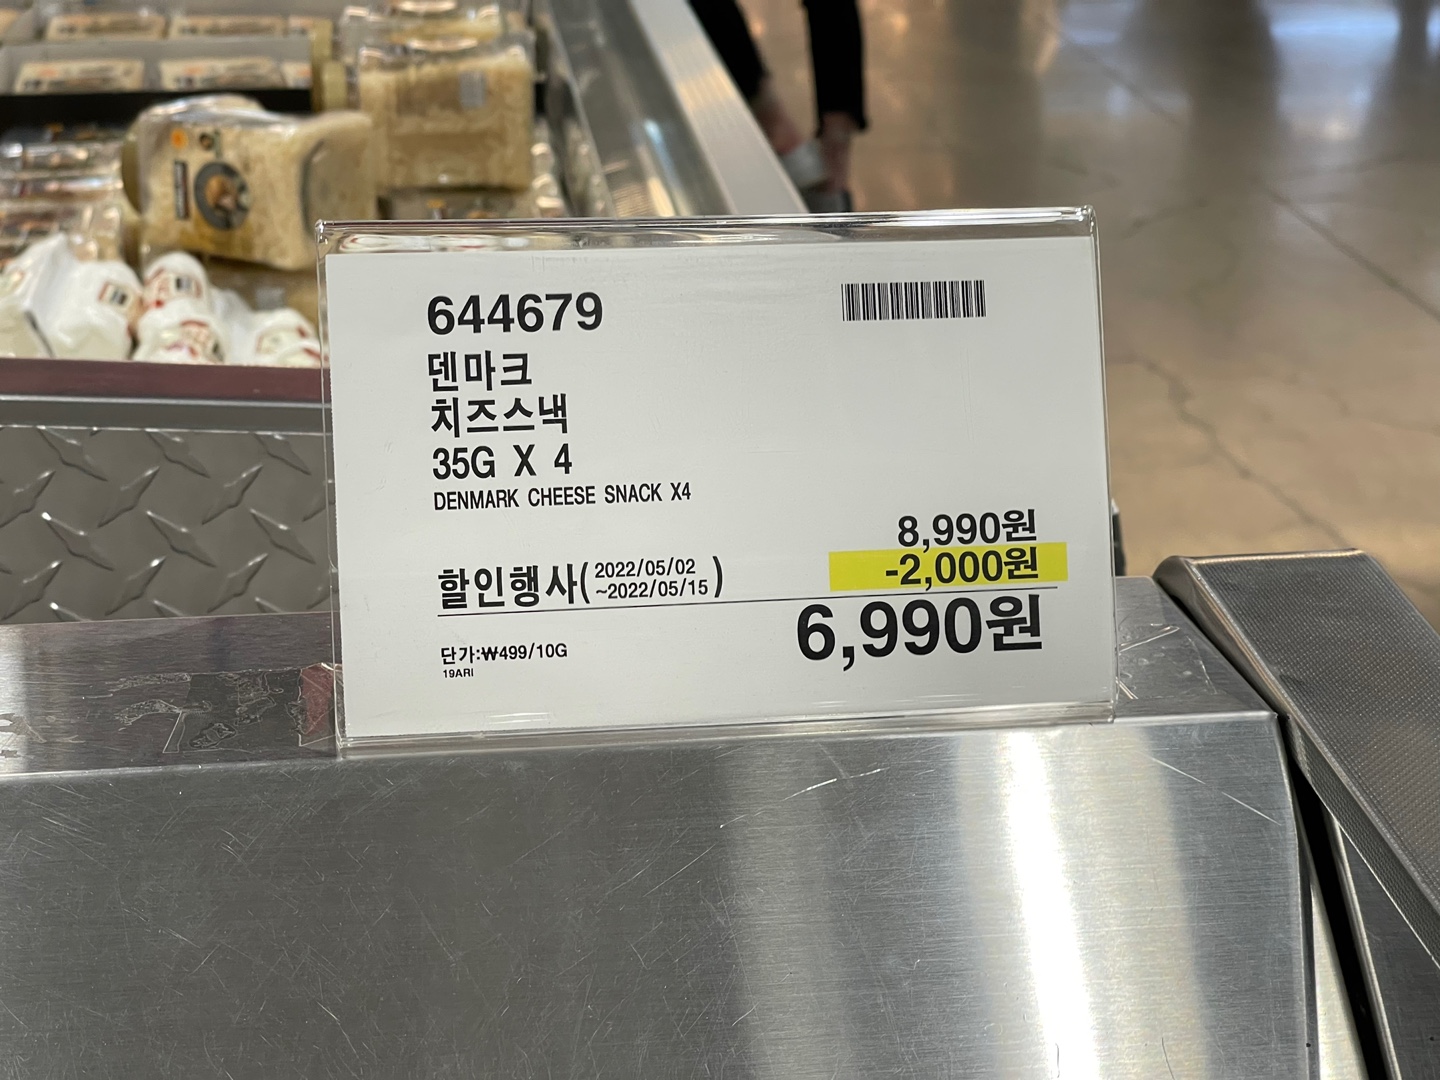 644679
덴마크
치즈스낵
35G X 4
DENMARK CHEESE SNACK X4
8,990원
-2,000원
할인행사(2022/05/02
~2022/05/15)
6,990원
단가:₩499/10G
19ARI